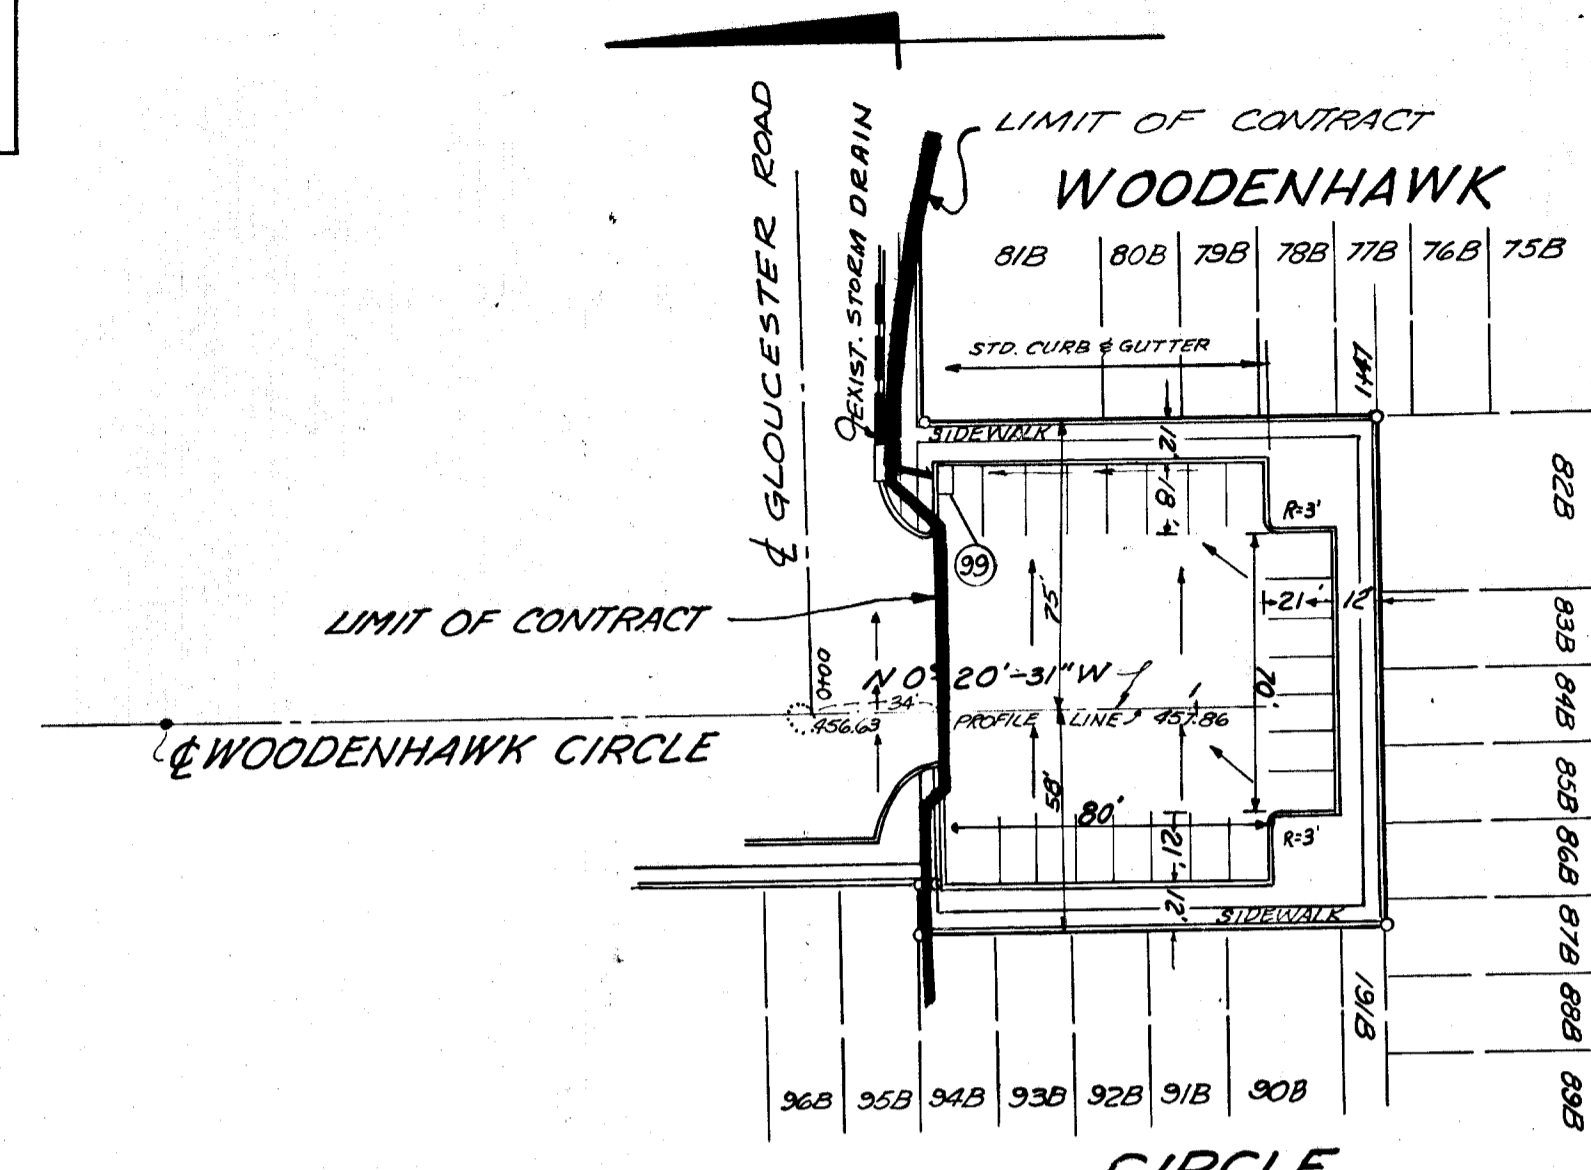 LIMIT OF CONTRACT
WOODENHAWK
℄ GLOUCESTER ROAD
EXIST. STORM DRAIN
81B 80B 79B 78B 77B 76B 75B
STD. CURB & GUTTER
SIDEWALK
12'
18'
R=3'
82B
99
75'
21' 12'
83B
LIMIT OF CONTRACT
0+00
N 0°-20'-31" W
70'
84B
34'
456.63
PROFILE LINE
457.86
℄ WOODENHAWK CIRCLE
85B
58'
80'
21'
R=3'
86B
12'
SIDEWALK
87B
191B
88B
96B 95B 94B 93B 92B 91B 90B
89B
CIRCLE